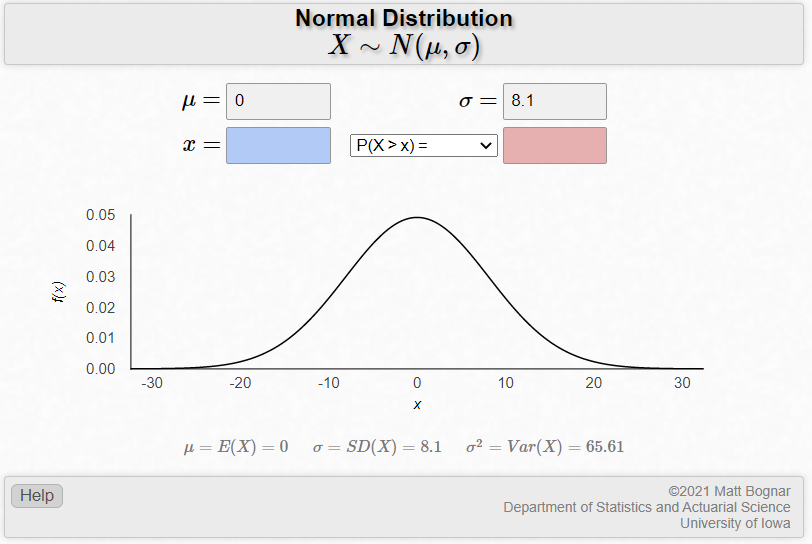 Normal Distribution
X ∼ N(μ, σ)
μ = 0 σ = 8.1
x = P(X > x) =
0.05
0.04
0.03
0.02
0.01
0.00
f(x)
-30 -20 -10 0 10 20 30
x
μ = E(X) = 0 σ = SD(X) = 8.1 σ² = Var(X) = 65.61
Help
©2021 Matt Bognar
Department of Statistics and Actuarial Science
University of Iowa